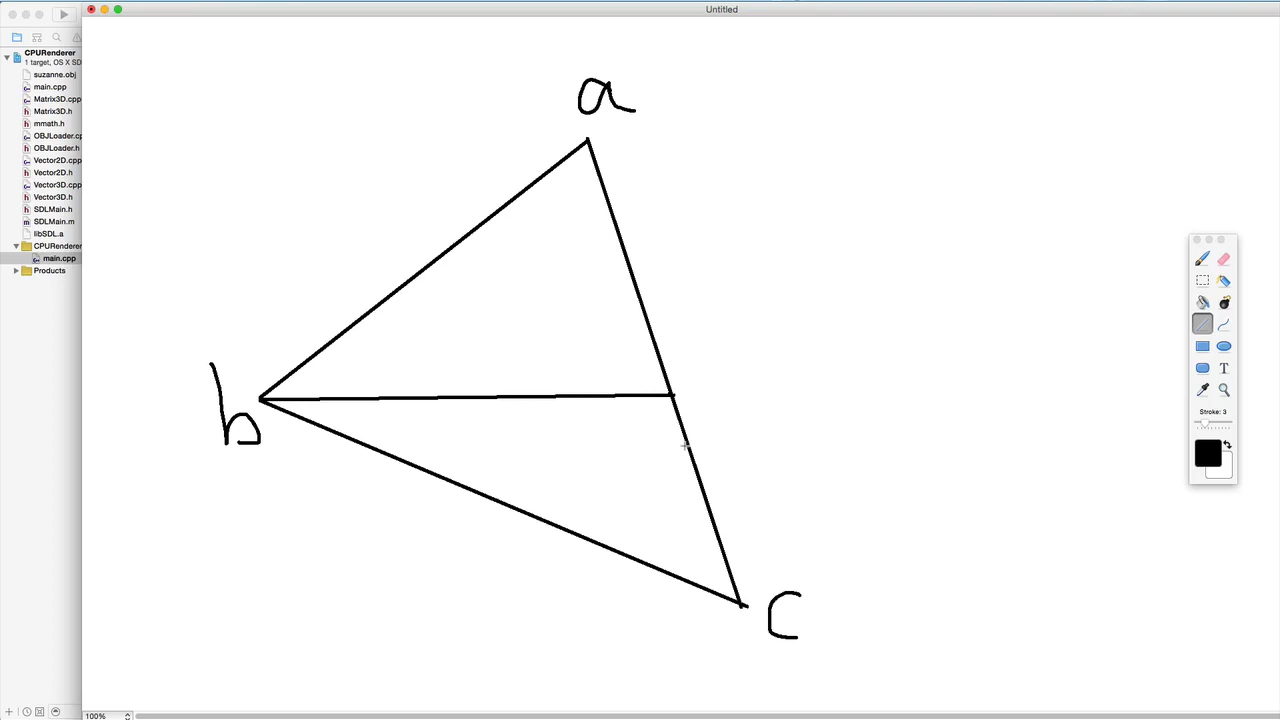 Untitled
CPURenderer
1 target, OS X SD
suzanne.obj
main.cpp
Matrix3D.cpp
Matrix3D.h
mmath.h
OBJLoader.cp
OBJLoader.h
Vector2D.cpp
Vector2D.h
Vector3D.cpp
Vector3D.h
SDLMain.h
SDLMain.m
libSDL.a
CPURenderer
main.cpp
Products
a
b
c
T
Stroke: 3
100%